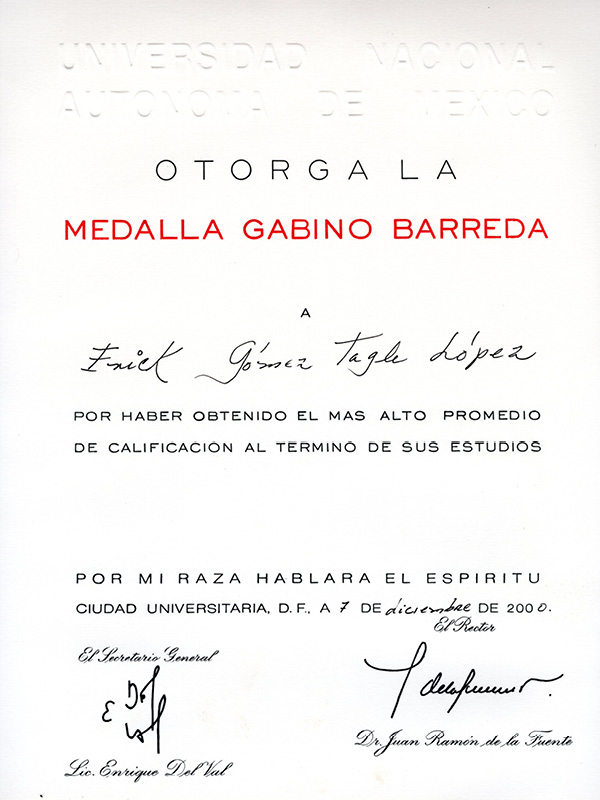 UNIVERSIDAD NACIONAL
AUTONOMA DE MEXICO
OTORGA LA
MEDALLA GABINO BARREDA
A
Erick Gómez Tagle López
POR HABER OBTENIDO EL MAS ALTO PROMEDIO
DE CALIFICACION AL TERMINO DE SUS ESTUDIOS
POR MI RAZA HABLARA EL ESPIRITU
CIUDAD UNIVERSITARIA, D. F., A 7 DE diciembre DE 2000.
El Rector
El Secretario General
Dr. Juan Ramón de la Fuente
Lic. Enrique Del Val